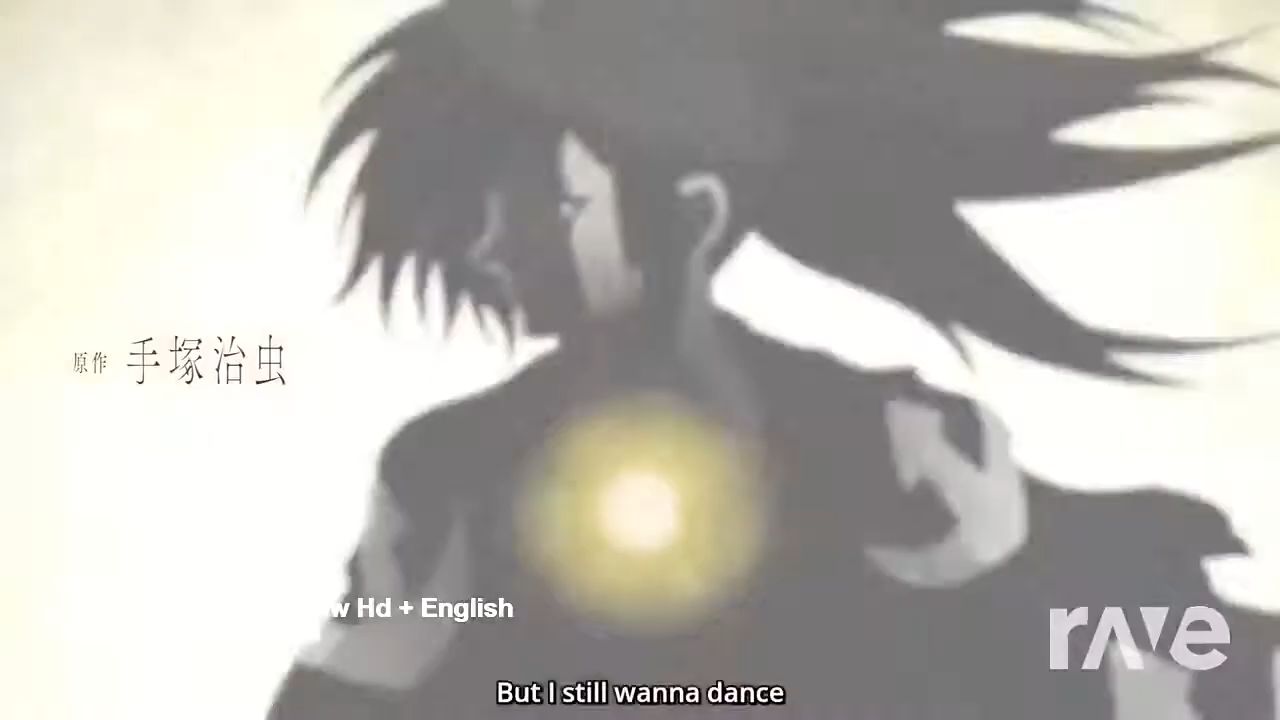 原作 手塚治虫
w Hd + English
rave
But I still wanna dance